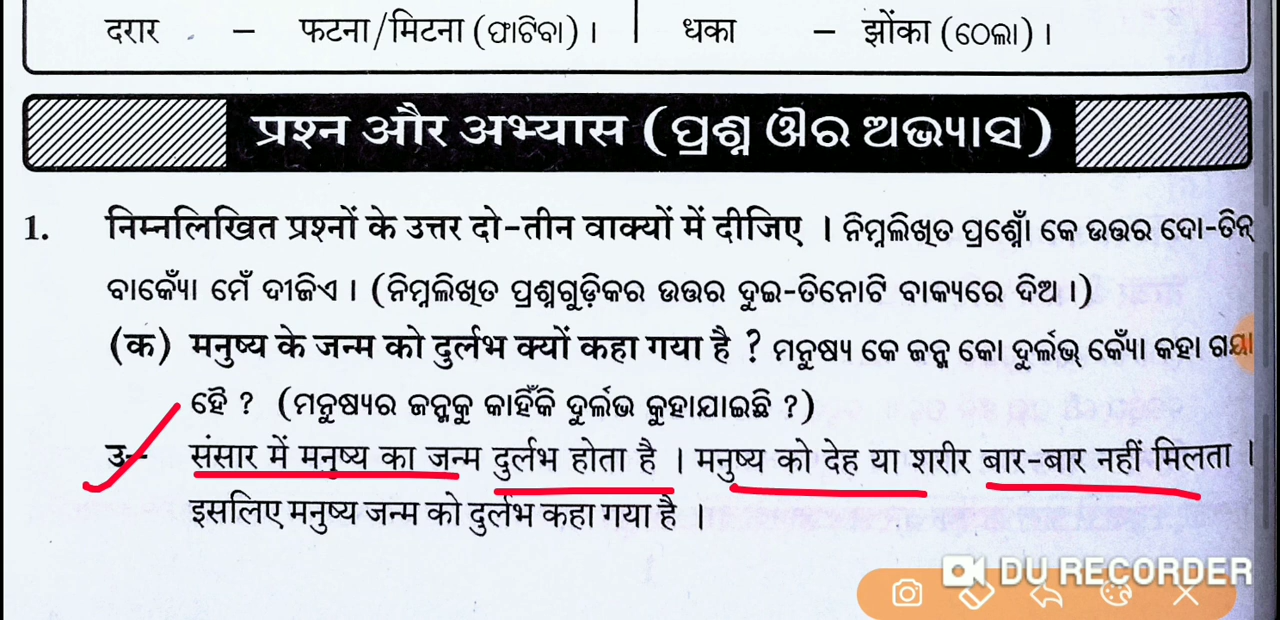 दरार – फटना/मिटना (ଫାଟିବା) । धका – झोंका (ଠେଲା) ।
प्रश्न और अभ्यास (ପ୍ରଶ୍ନ ଔର ଅଭ୍ୟାସ)
1. निम्नलिखित प्रश्नों के उत्तर दो-तीन वाक्यों में दीजिए । ନିମ୍ନଲିଖିତ ପ୍ରଶ୍ନୋଁ କେ ଉତ୍ତର ଦୋ-ତିନ୍
ବାକ୍ୟୋଁ ମେଁ ଦୀଜିଏ । (ନିମ୍ନଲିଖିତ ପ୍ରଶ୍ନଗୁଡ଼ିକର ଉତ୍ତର ଦୁଇ-ତିନୋଟି ବାକ୍ୟରେ ଦିଅ ।)
(क) मनुष्य के जन्म को दुर्लभ क्यों कहा गया है ? ମନୁଷ୍ୟ କେ ଜନ୍ମ କୋ ଦୁର୍ଲଭ୍ କ୍ୟୋଁ କହା ଗୟା
ହୈ ? (ମନୁଷ୍ୟର ଜନ୍ମକୁ କାହିଁକି ଦୁର୍ଲଭ କୁହାଯାଇଛି ?)
उ– संसार में मनुष्य का जन्म दुर्लभ होता है । मनुष्य को देह या शरीर बार-बार नहीं मिलता ।
इसलिए मनुष्य जन्म को दुर्लभ कहा गया है ।
DU RECORDER